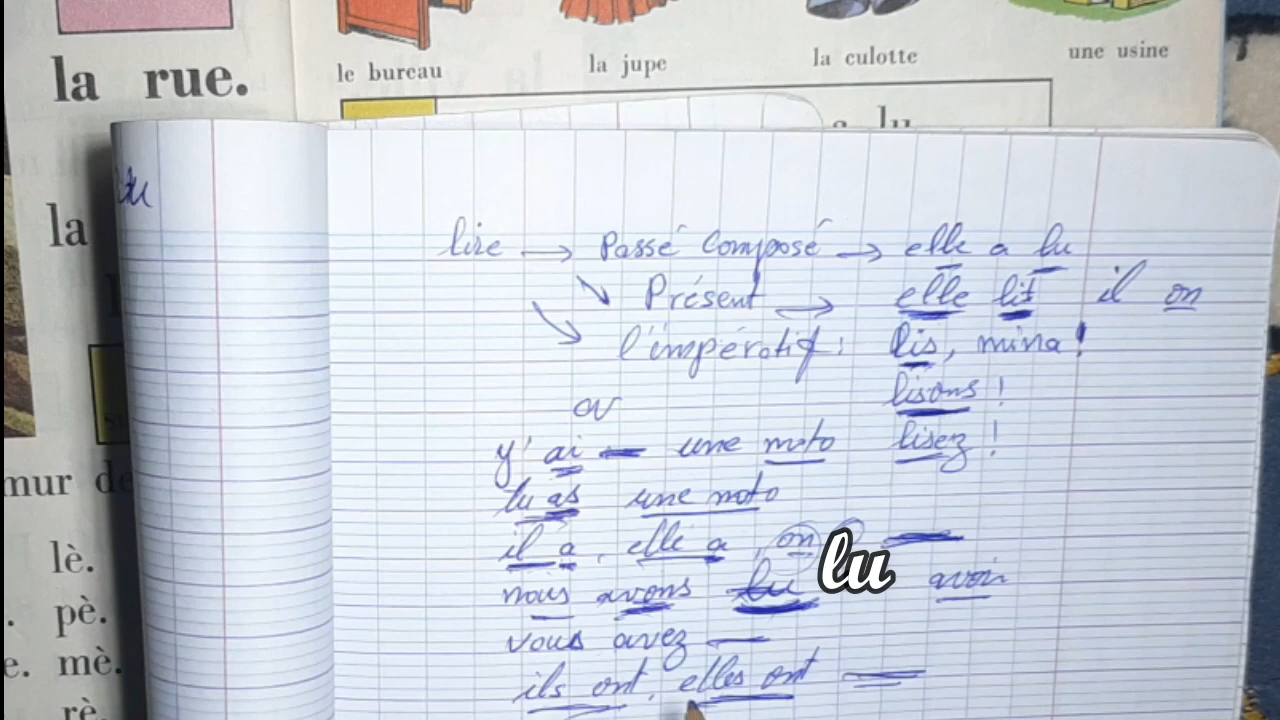 la rue.
le bureau
la jupe
la culotte
une usine
a lu
la
mur de
lè.
. pè.
e. mè.
rè.
lire → Passé Composé → elle a lu
↘ Présent → elle lit il on
↘ l'impératif : lis, mina !
lisons !
y'ai — une moto lisez !
tu as une moto
il a, elle a, on
nous avons lu lu avoir
vous avez —
ils ont, elles ont —